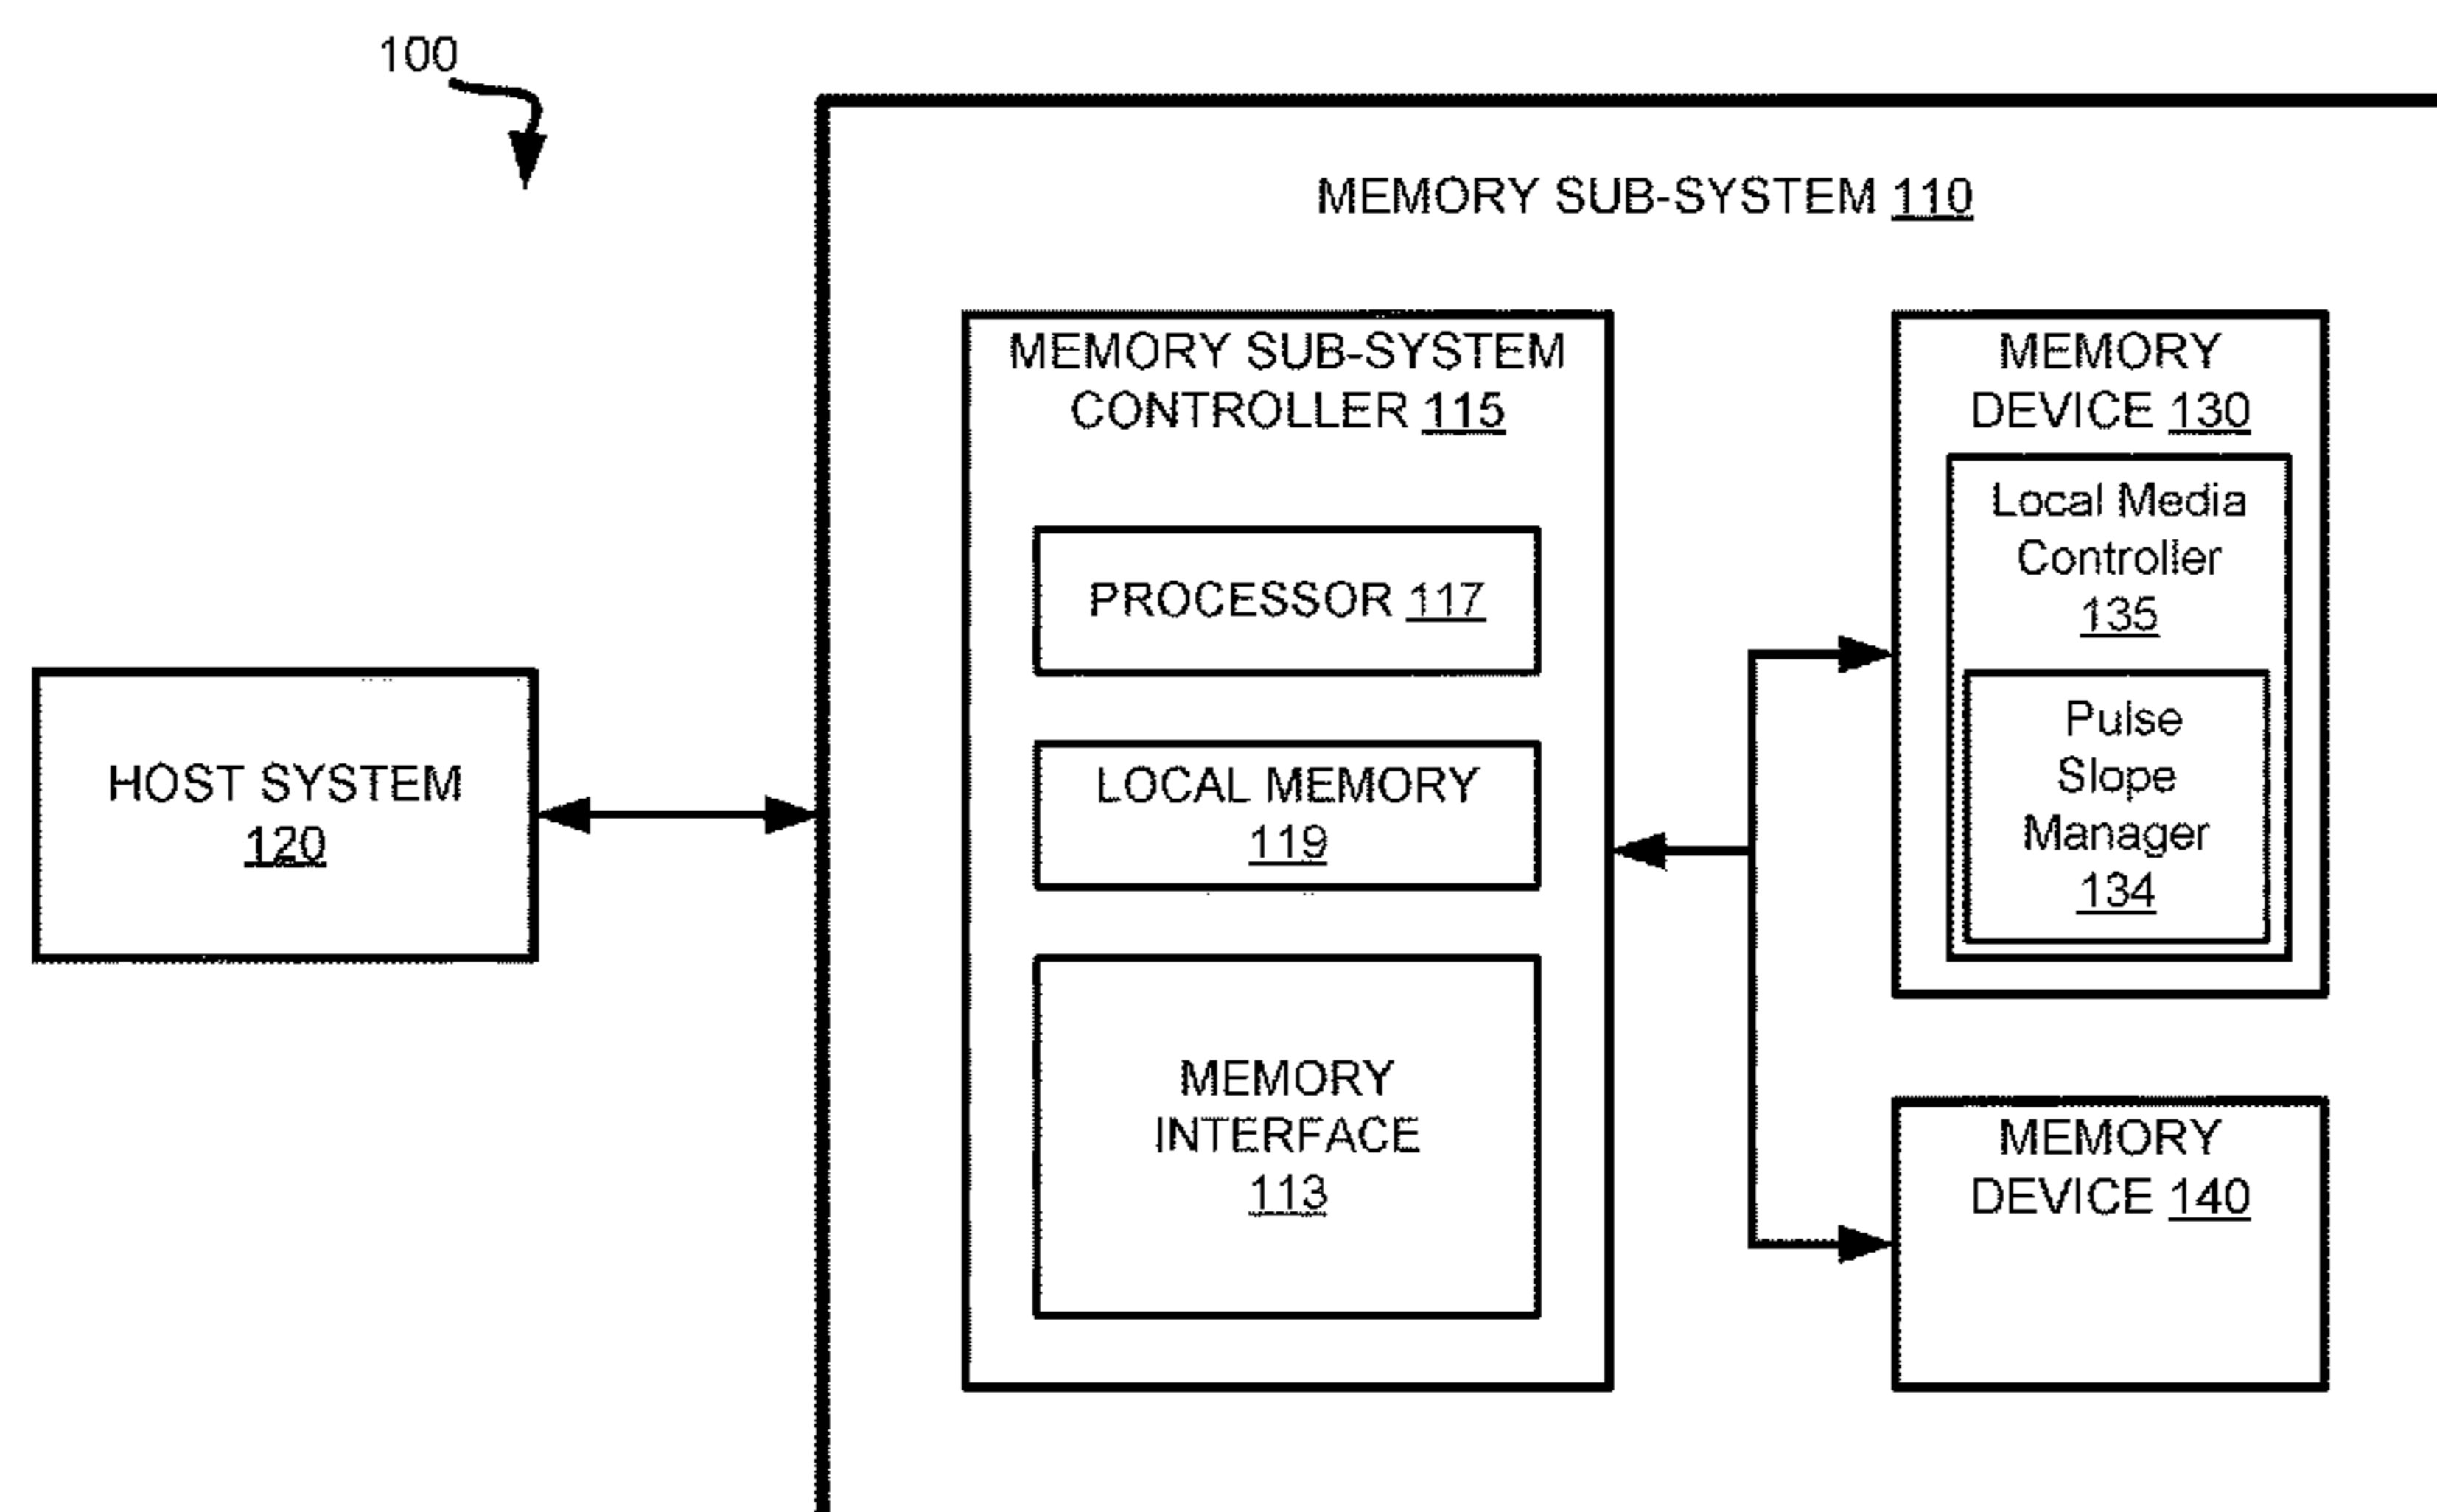 100
MEMORY SUB-SYSTEM 110
MEMORY SUB-SYSTEM
CONTROLLER 115
PROCESSOR 117
LOCAL MEMORY
119
MEMORY
INTERFACE
113
HOST SYSTEM
120
MEMORY
DEVICE 130
Local Media
Controller
135
Pulse
Slope
Manager
134
MEMORY
DEVICE 140